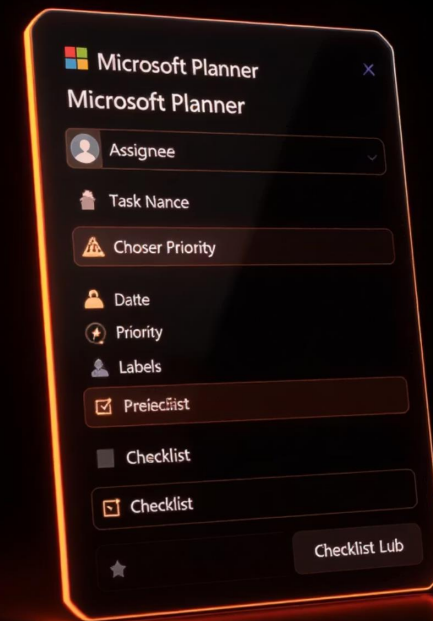 Microsoft Planner
Microsoft Planner
Assignee
Task Nance
Choser Priority
Datte
Priority
Labels
Checklist
Checklist
Checklist Lub